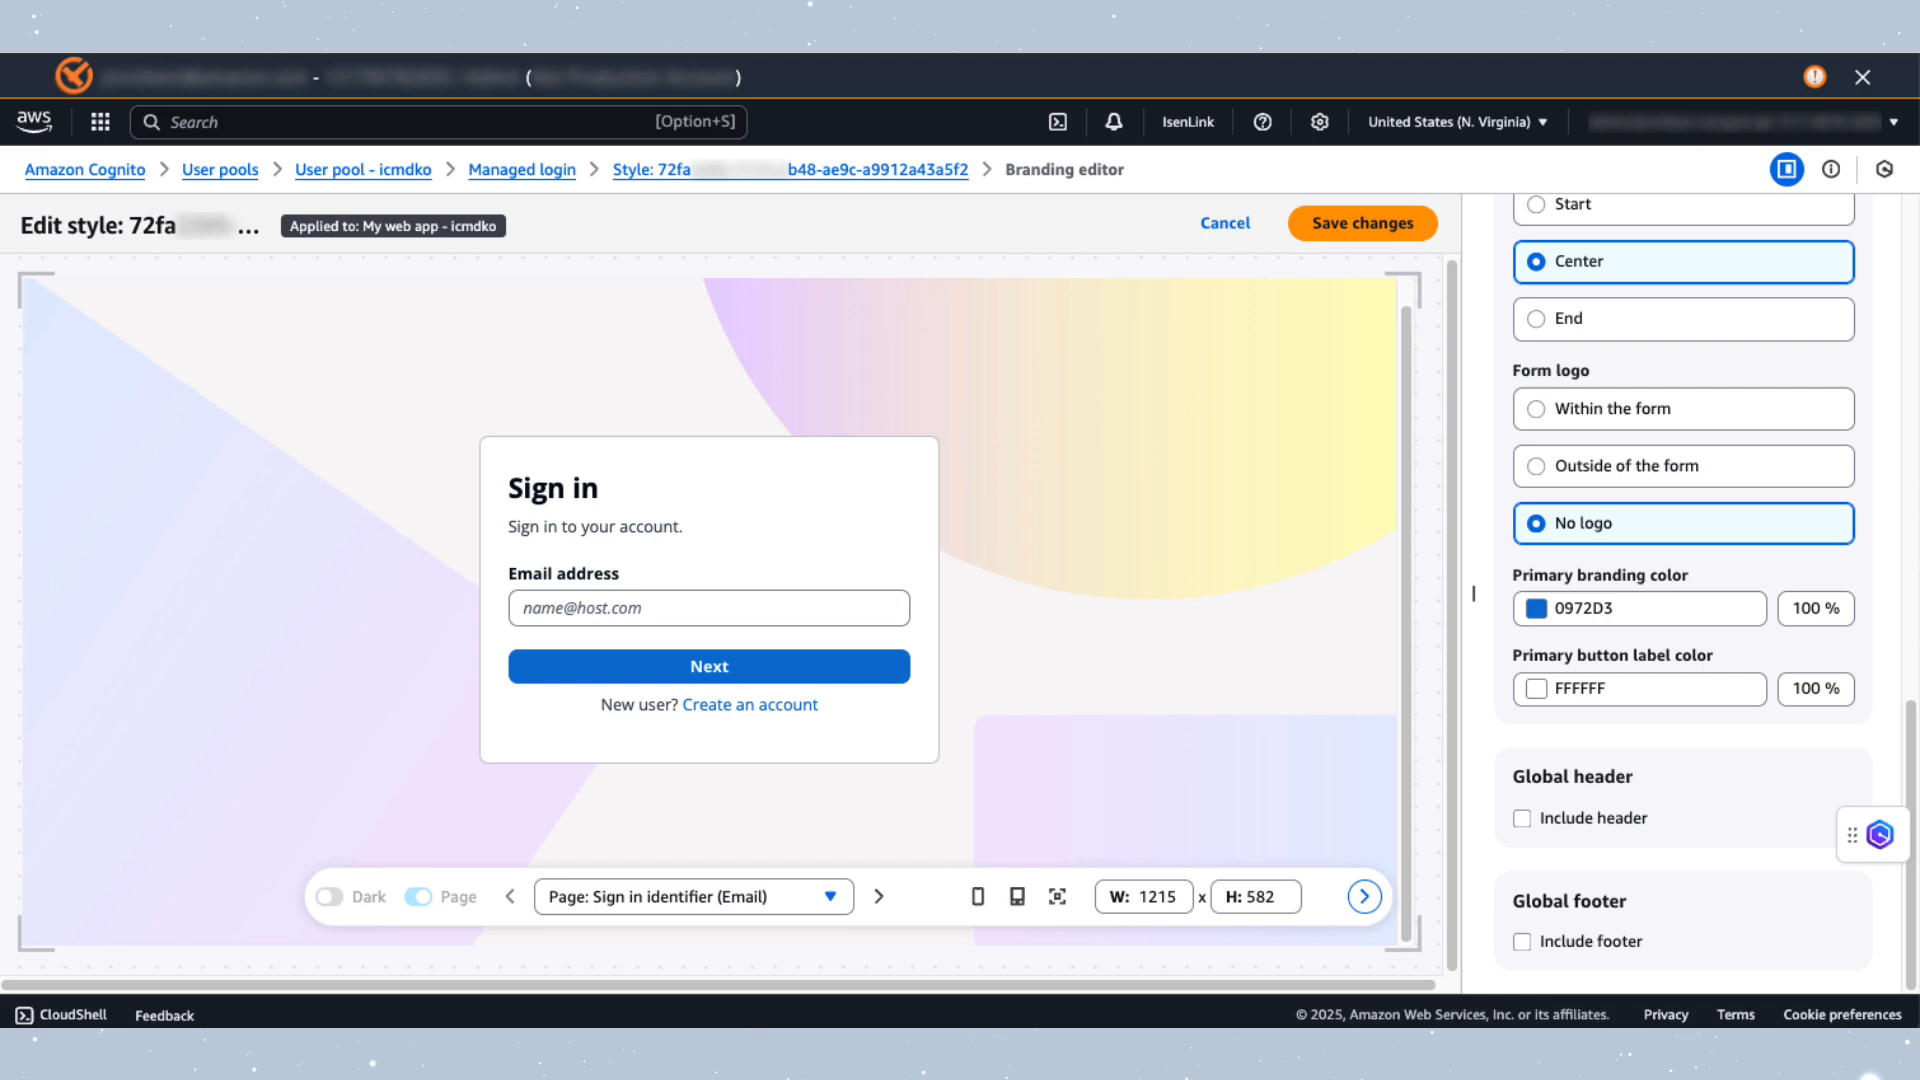 - ( )
aws Search [Option+S] IsenLink United States (N. Virginia)
Amazon Cognito User pools User pool - icmdko Managed login Style: 72fa b48-ae9c-a9912a43a5f2 Branding editor
Edit style: 72fa ... Applied to: My web app - icmdko Cancel Save changes
Start
Center
End
Form logo
Within the form
Outside of the form
No logo
Primary branding color
0972D3 100 %
Primary button label color
FFFFFF 100 %
Global header
Include header
Global footer
Include footer
Sign in
Sign in to your account.
Email address
name@host.com
Next
New user? Create an account
Dark Page Page: Sign in identifier (Email) W: 1215 x H: 582
CloudShell Feedback © 2025, Amazon Web Services, Inc. or its affiliates. Privacy Terms Cookie preferences